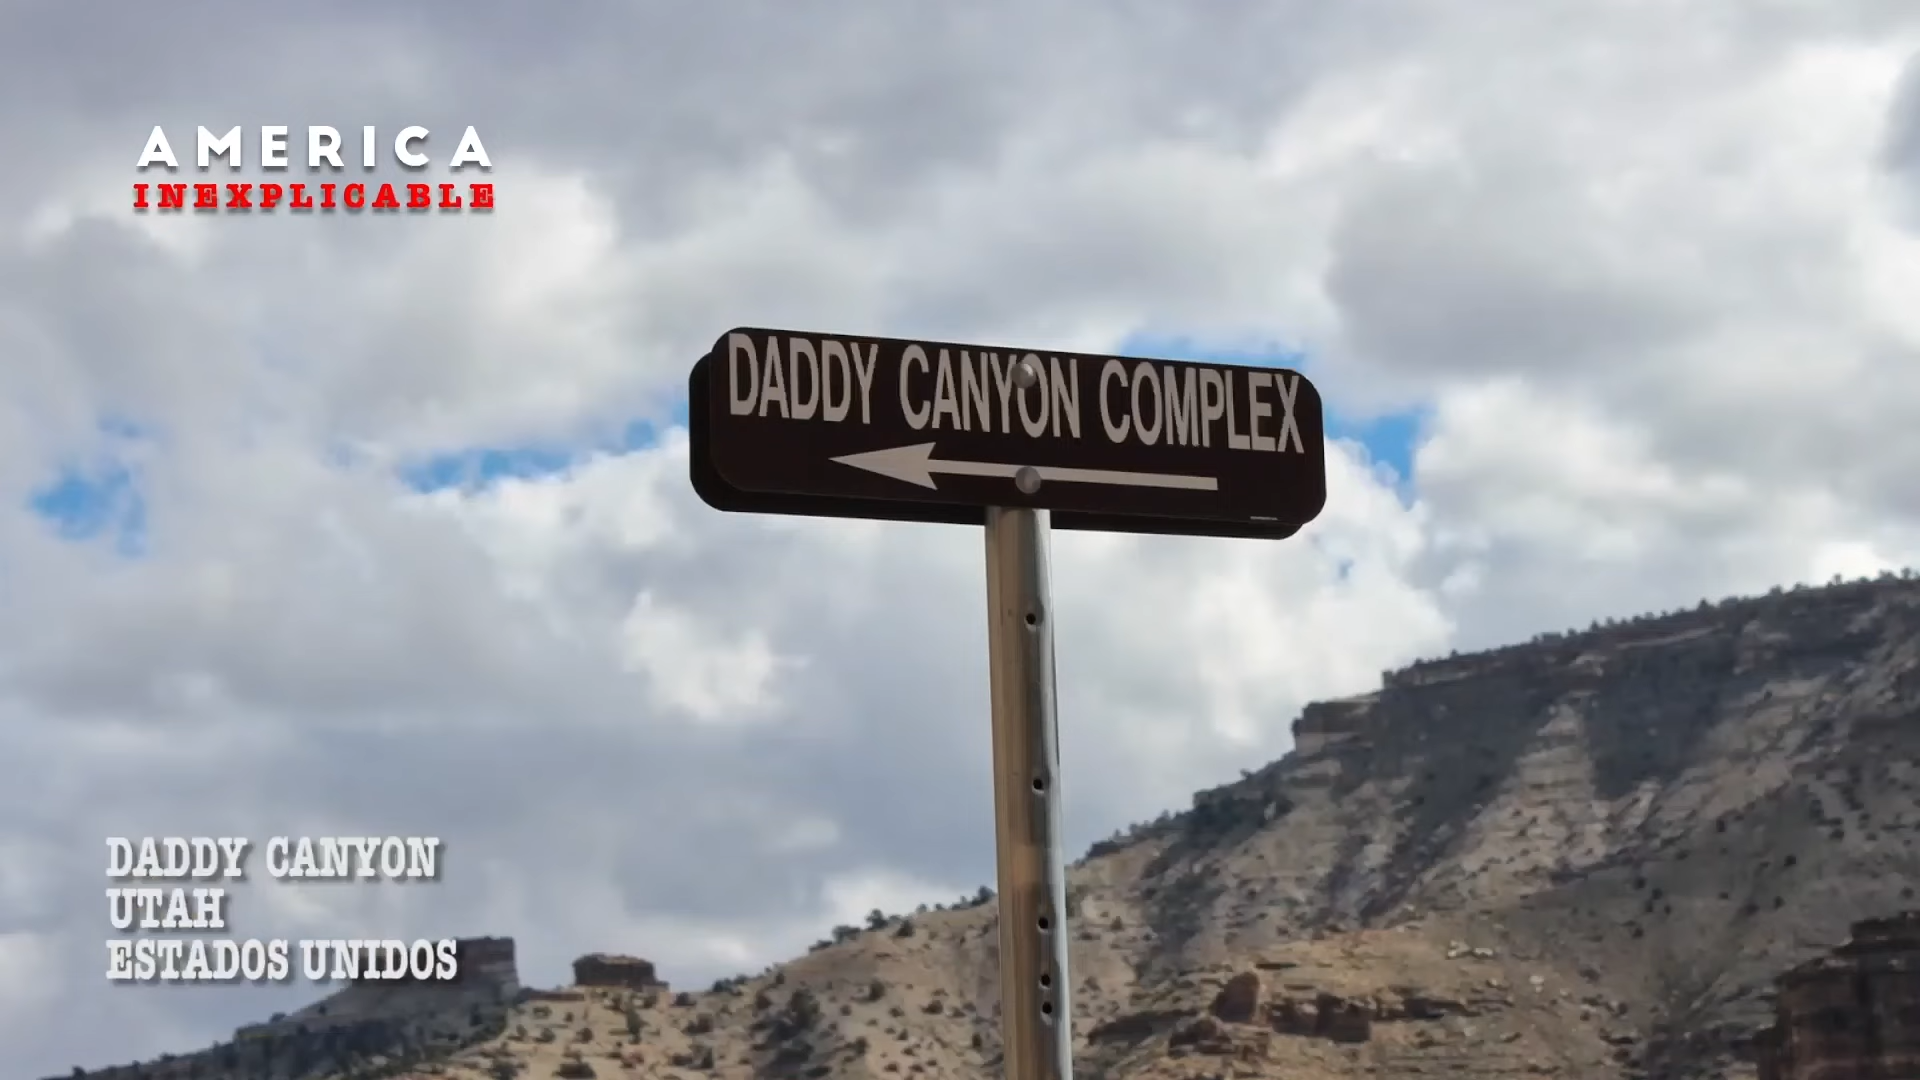 AMERICA
INEXPLICABLE
DADDY CANYON COMPLEX
DADDY CANYON
UTAH
ESTADOS UNIDOS